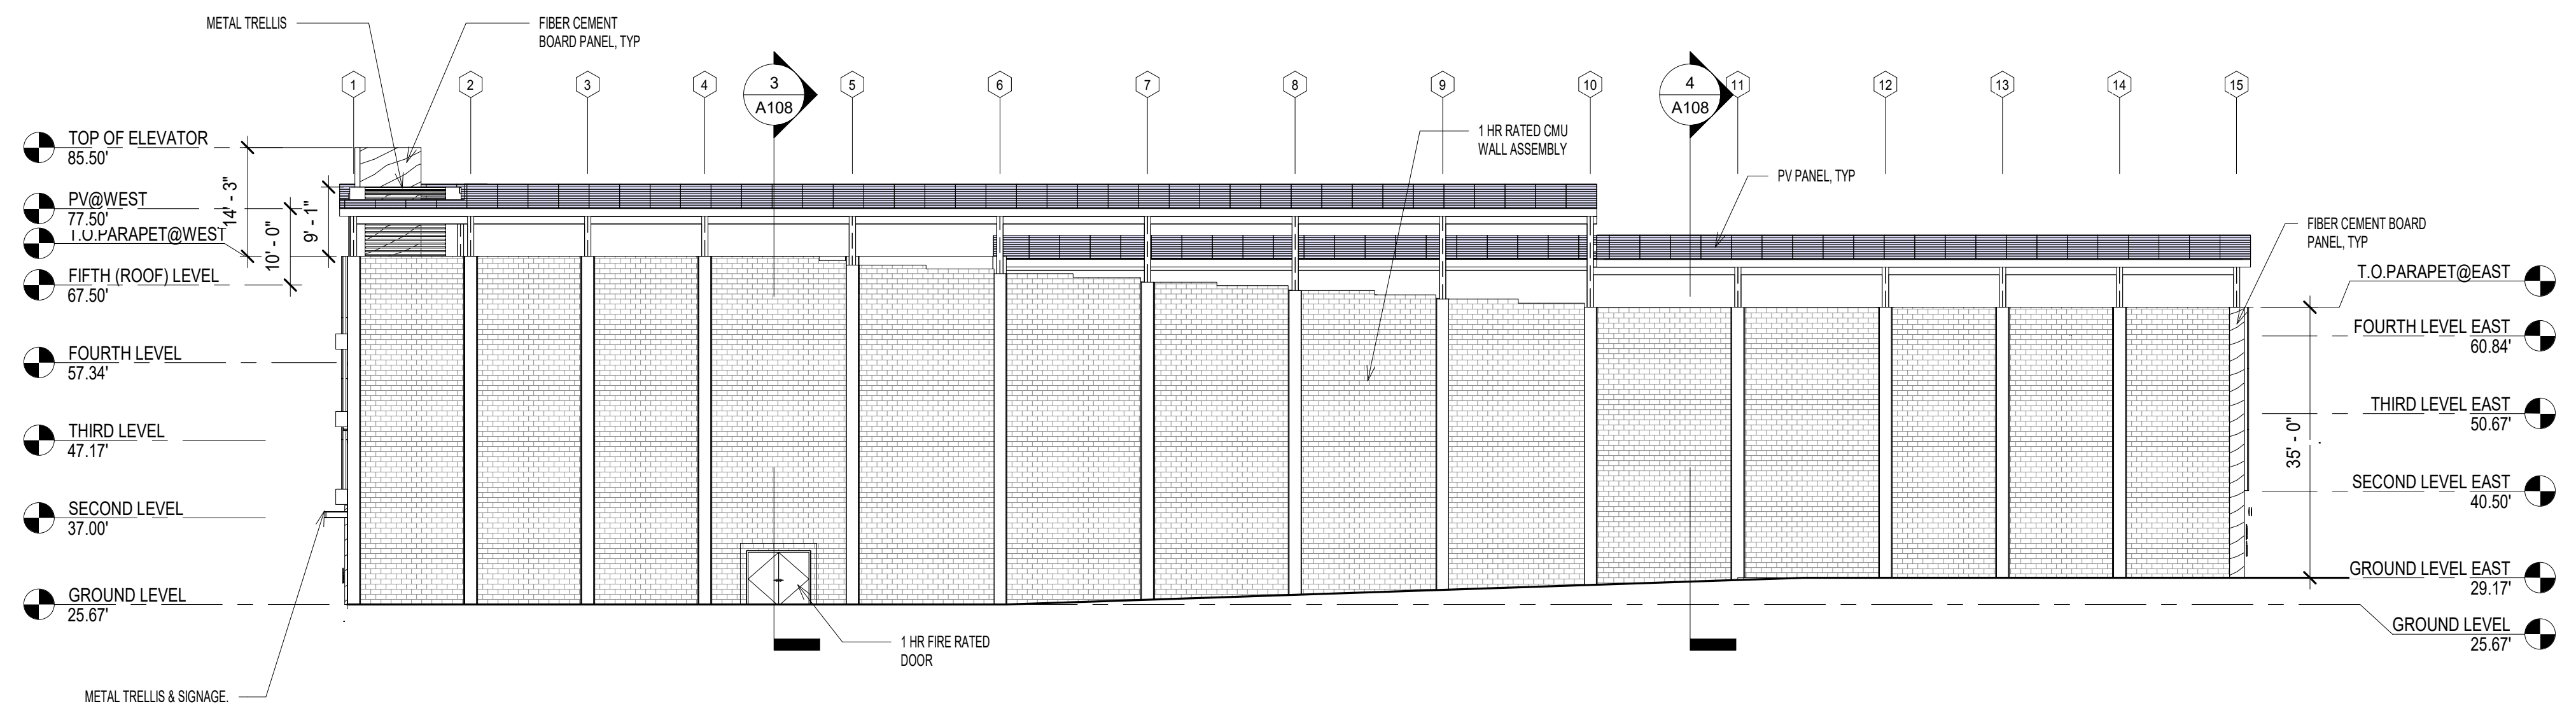 METAL TRELLIS
FIBER CEMENT
BOARD PANEL, TYP
1
2
3
4
3
A108
5
6
7
8
9
10
4
A108
11
12
13
14
15
TOP OF ELEVATOR
85.50'
PV@WEST
77.50'
T.O.PARAPET@WEST
FIFTH (ROOF) LEVEL
67.50'
FOURTH LEVEL
57.34'
THIRD LEVEL
47.17'
SECOND LEVEL
37.00'
GROUND LEVEL
25.67'
14' - 3"
10' - 0"
9' - 1"
1 HR RATED CMU
WALL ASSEMBLY
PV PANEL, TYP
FIBER CEMENT BOARD
PANEL, TYP
T.O.PARAPET@EAST
FOURTH LEVEL EAST
60.84'
THIRD LEVEL EAST
50.67'
SECOND LEVEL EAST
40.50'
GROUND LEVEL EAST
29.17'
GROUND LEVEL
25.67'
35' - 0"
1 HR FIRE RATED
DOOR
METAL TRELLIS & SIGNAGE.